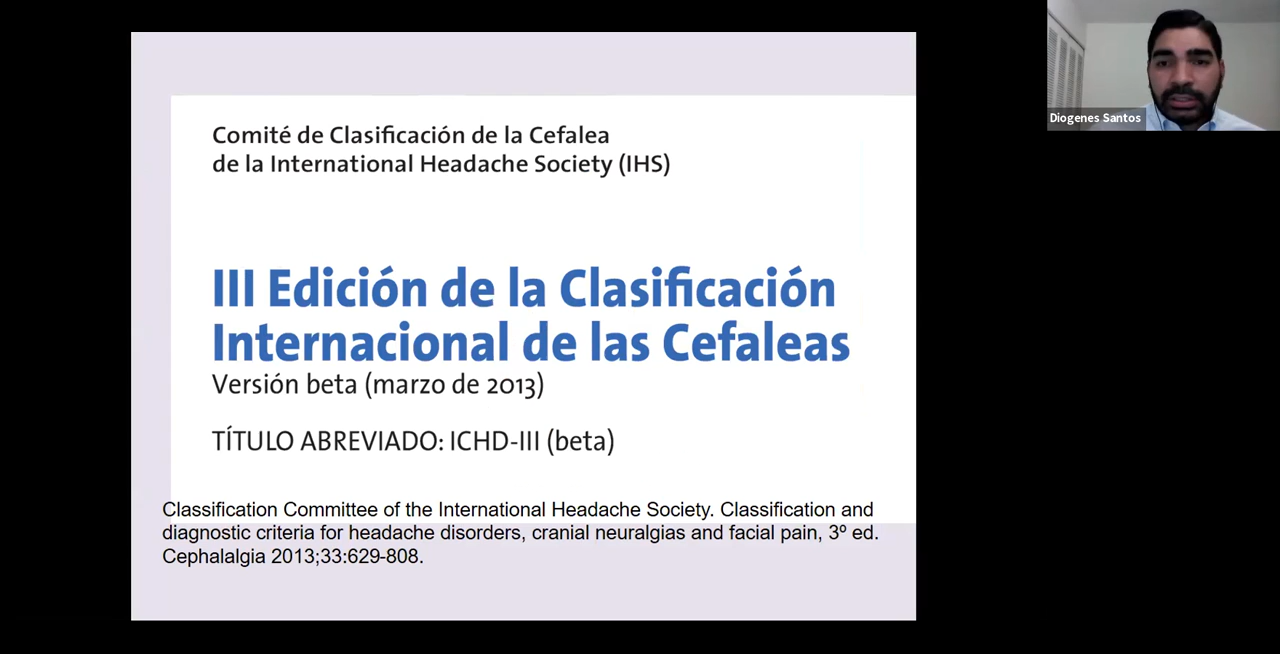 Comité de Clasificación de la Cefalea
de la International Headache Society (IHS)
III Edición de la Clasificación
Internacional de las Cefaleas
Versión beta (marzo de 2013)
TÍTULO ABREVIADO: ICHD-III (beta)
Classification Committee of the International Headache Society. Classification and
diagnostic criteria for headache disorders, cranial neuralgias and facial pain, 3º ed.
Cephalalgia 2013;33:629-808.
Diogenes Santos